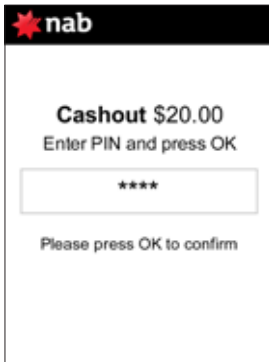 nab
Cashout $20.00
Enter PIN and press OK
****
Please press OK to confirm